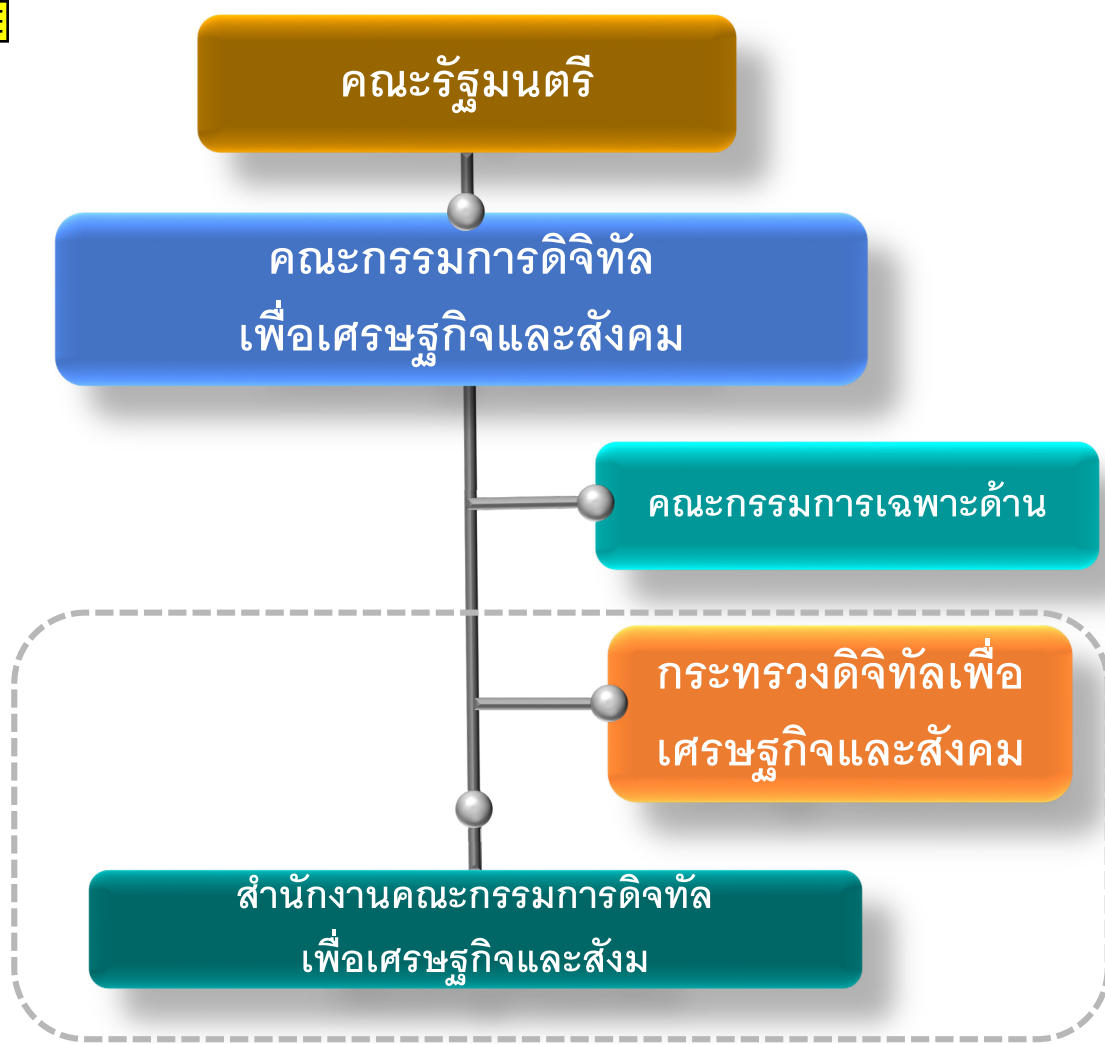 คณะรัฐมนตรี
คณะกรรมการดิจิทัล
เพื่อเศรษฐกิจและสังคม
คณะกรรมการเฉพาะด้าน
กระทรวงดิจิทัลเพื่อ
เศรษฐกิจและสังคม
สำนักงานคณะกรรมการดิจทัล
เพื่อเศรษฐกิจและสังม